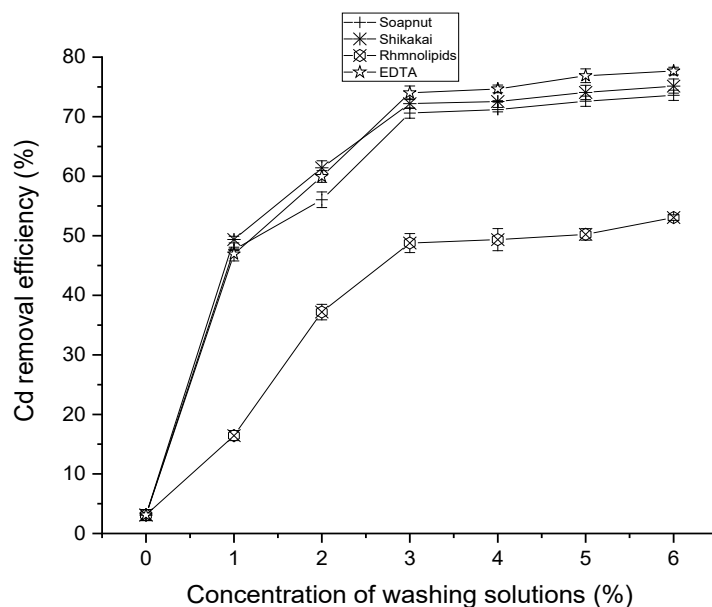 Soapnut
Shikakai
Rhmnolipids
EDTA
80
70
60
50
40
30
20
10
0
Cd removal efficiency (%)
0 1 2 3 4 5 6
Concentration of washing solutions (%)